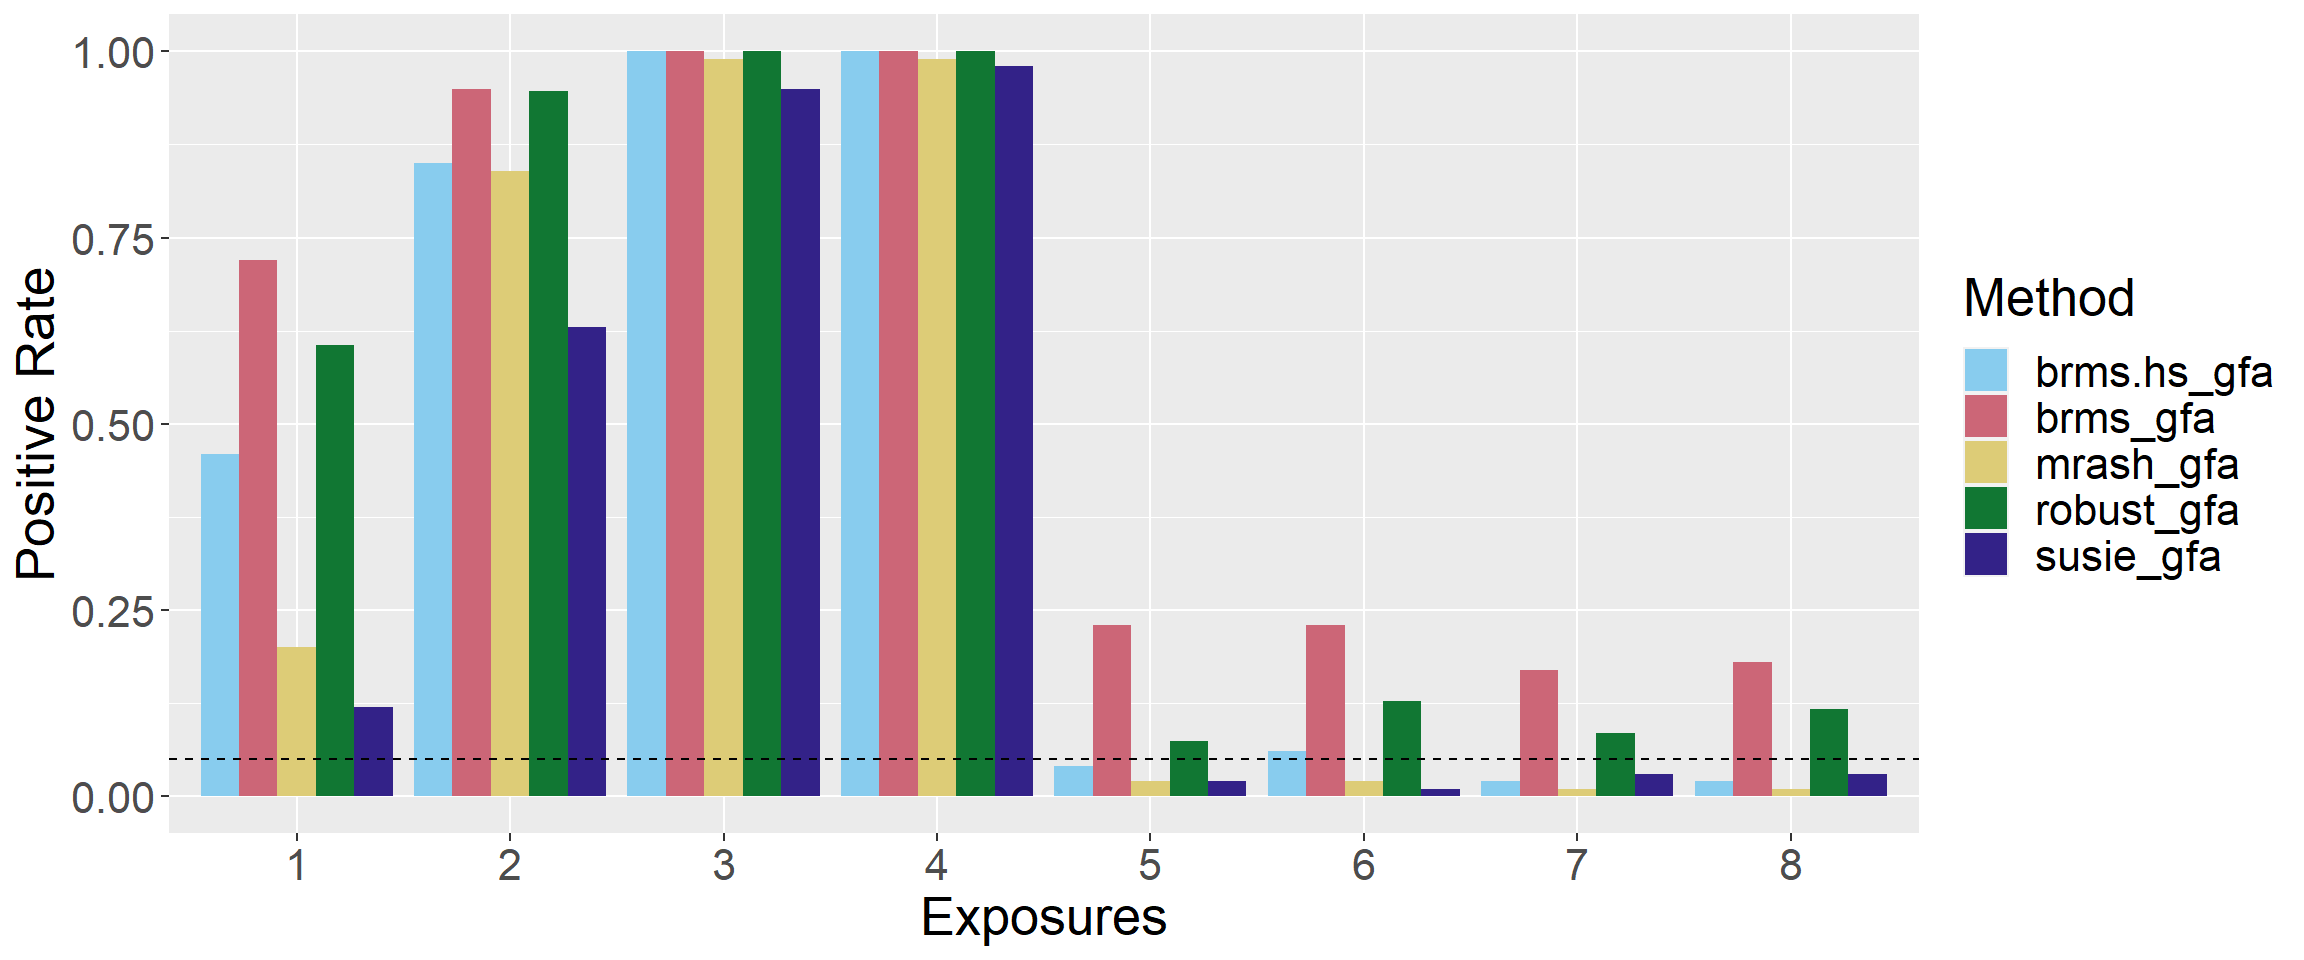 Positive Rate
1.00
0.75
0.50
0.25
0.00
1 2 3 4 5 6 7 8
Exposures
Method
brms.hs_gfa
brms_gfa
mrash_gfa
robust_gfa
susie_gfa